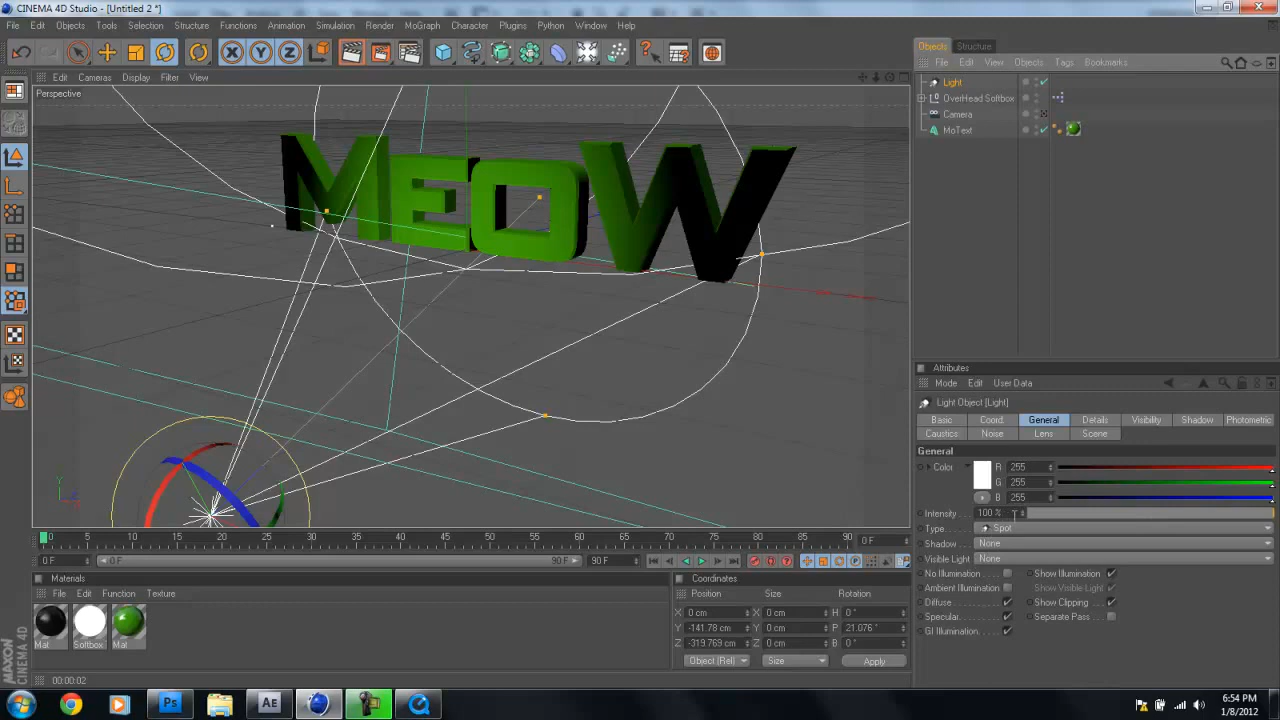 CINEMA 4D Studio - [Untitled 2 *]
File Edit Objects Tools Selection Structure Functions Animation Simulation Render MoGraph Character Plugins Python Window Help
X Y Z
Objects Structure
File Edit View Objects Tags Bookmarks
Edit Cameras Display Filter View
Perspective
Light
OverHead Softbox
Camera
MoText
MEOW
Attributes
Mode Edit User Data
Light Object [Light]
Basic Coord. General Details Visibility Shadow Photometric
Caustics Noise Lens Scene
General
Color R 255
G 255
B 255
Intensity 100 %
Type Spot
Shadow None
Visible Light None
No Illumination Show Illumination
Ambient Illumination Show Visible Light
Diffuse Show Clipping
Specular Separate Pass
GI Illumination
Y
Z
0 5 10 15 20 25 30 35 40 45 50 55 60 65 70 75 80 85 90 0 F
0 F 0 F 90 F 90 F
Materials
File Edit Function Texture
Mat Softbox Mat
Coordinates
Position Size Rotation
X 0 cm X 0 cm H 0 °
Y -141.78 cm Y 0 cm P 21.076 °
Z -319.769 cm Z 0 cm B 0 °
Object (Rel) Size Apply
MAXON
CINEMA 4D
00:00:02
Ps Ae
6:54 PM
1/8/2012